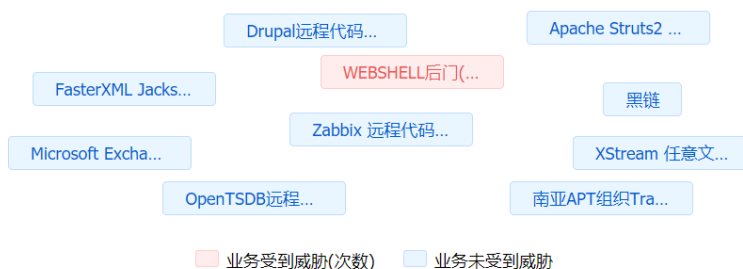 Drupal远程代码...
Apache Struts2 ...
WEBSHELL后门(...
FasterXML Jacks...
黑链
Zabbix 远程代码...
Microsoft Excha...
XStream 任意文...
OpenTSDB远程...
南亚APT组织Tra...
业务受到威胁(次数)
业务未受到威胁